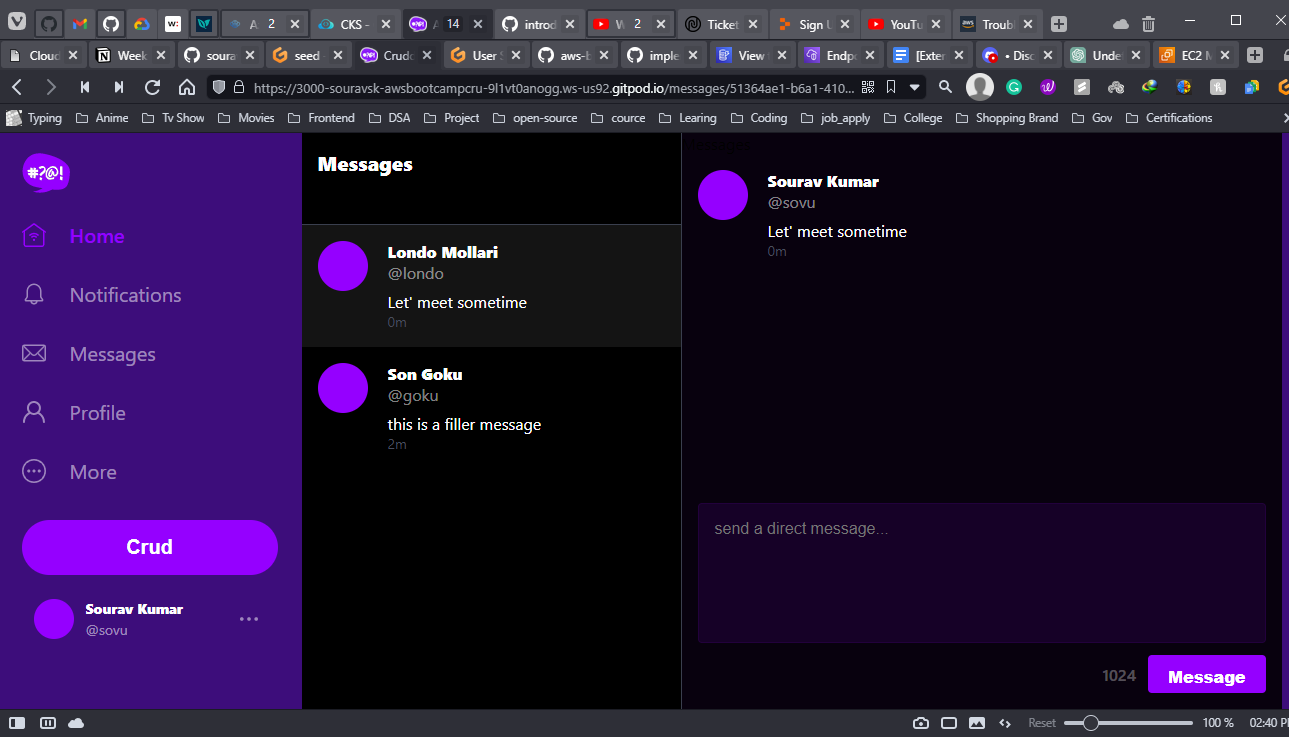 A 2
CKS -
A 14
introd
W 2
Ticket
Sign U
YouTu
Troubl
Cloud
Week
soura
seed
Crudc
User S
aws-b
imple
View
Endpo
[Exter
• Disc
Unde
EC2 M
https://3000-souravsk-awsbootcampcru-9l1vt0anogg.ws-us92.gitpod.io/messages/51364ae1-b6a1-410...
Typing
Anime
Tv Show
Movies
Frontend
DSA
Project
open-source
cource
Learing
Coding
job_apply
College
Shopping Brand
Gov
Certifications
#?@!
Home
Notifications
Messages
Profile
More
Crud
Sourav Kumar
@sovu
Messages
Londo Mollari
@londo
Let' meet sometime
0m
Son Goku
@goku
this is a filler message
2m
Sourav Kumar
@sovu
Let' meet sometime
0m
send a direct message...
1024
Message
Reset
100 %
02:40 P